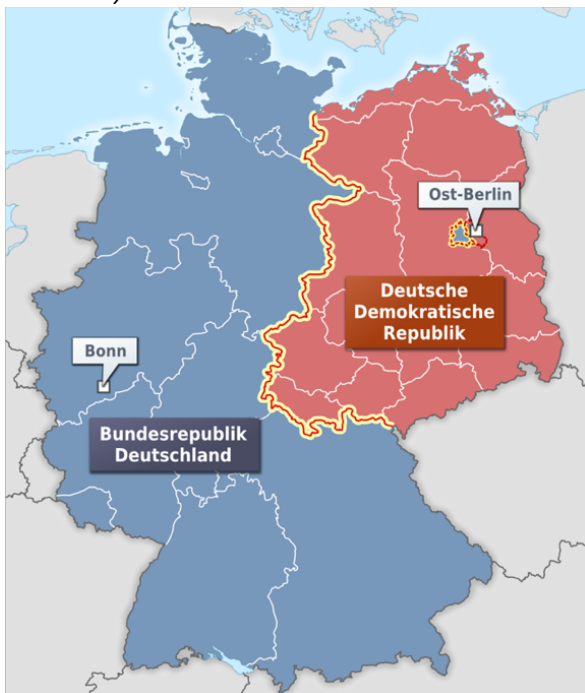 Ost-Berlin
Deutsche
Demokratische
Republik
Bonn
Bundesrepublik
Deutschland